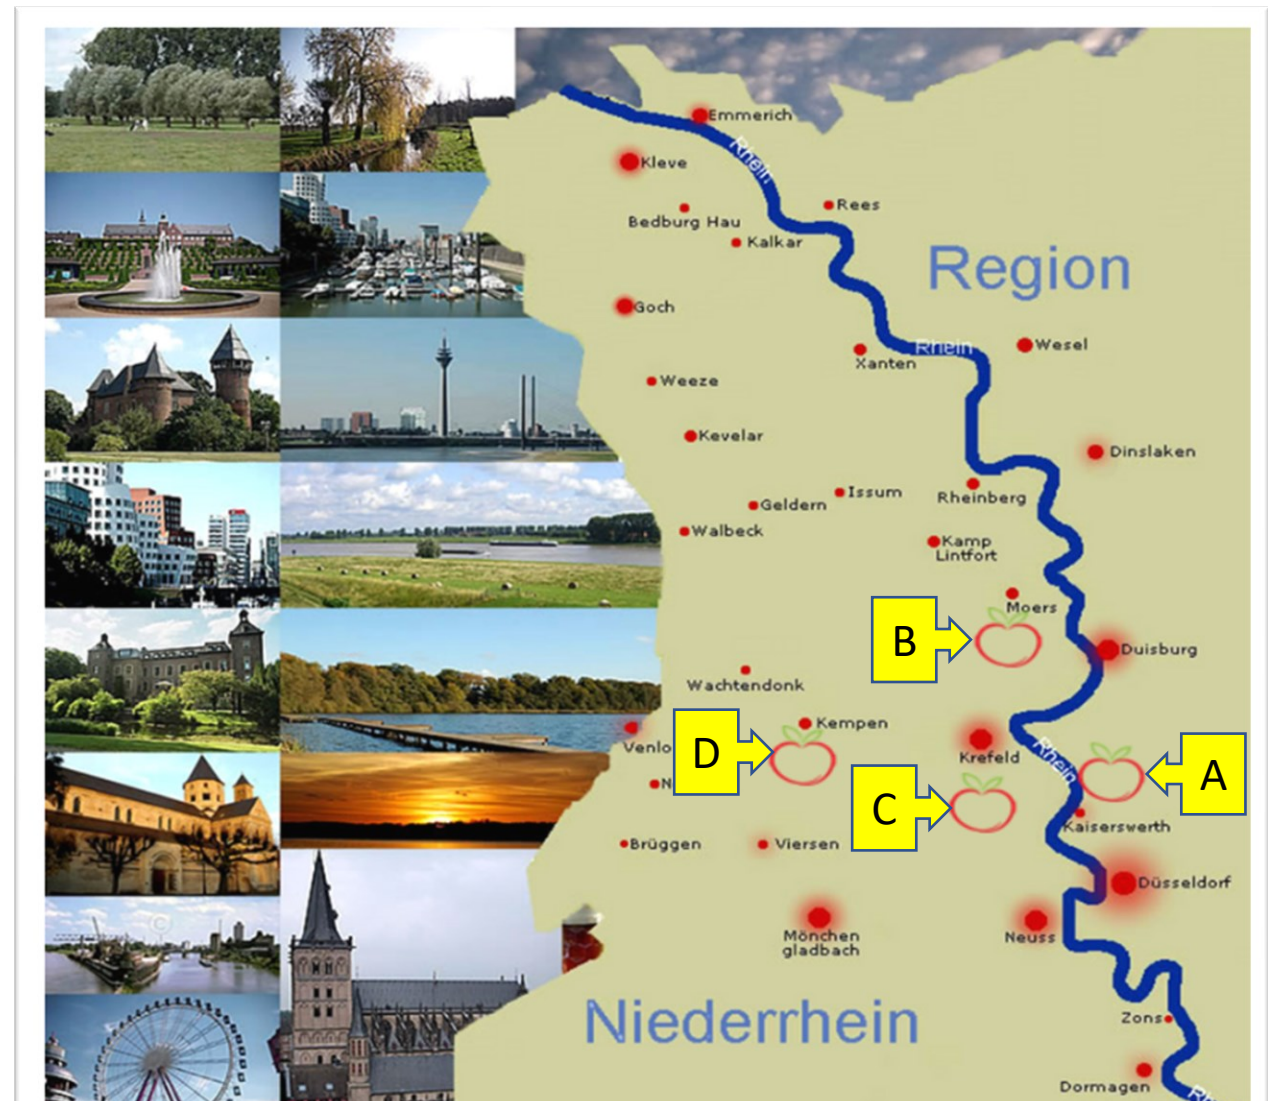 Emmerich
Rhein
Kleve
Rees
Bedburg Hau
Kalkar
Region
Goch
Rhein
Wesel
Xanten
Weeze
Kevelar
Dinslaken
Issum
Rheinberg
Geldern
Walbeck
Kamp
Lintfort
Moers
B
Duisburg
Wachtendonk
Kempen
Venlo
D
Krefeld
Rhein
A
N
C
Kaiserswerth
Brüggen
Viersen
Düsseldorf
Mönchen
gladbach
Neuss
Niederrhein
Zons
Dormagen